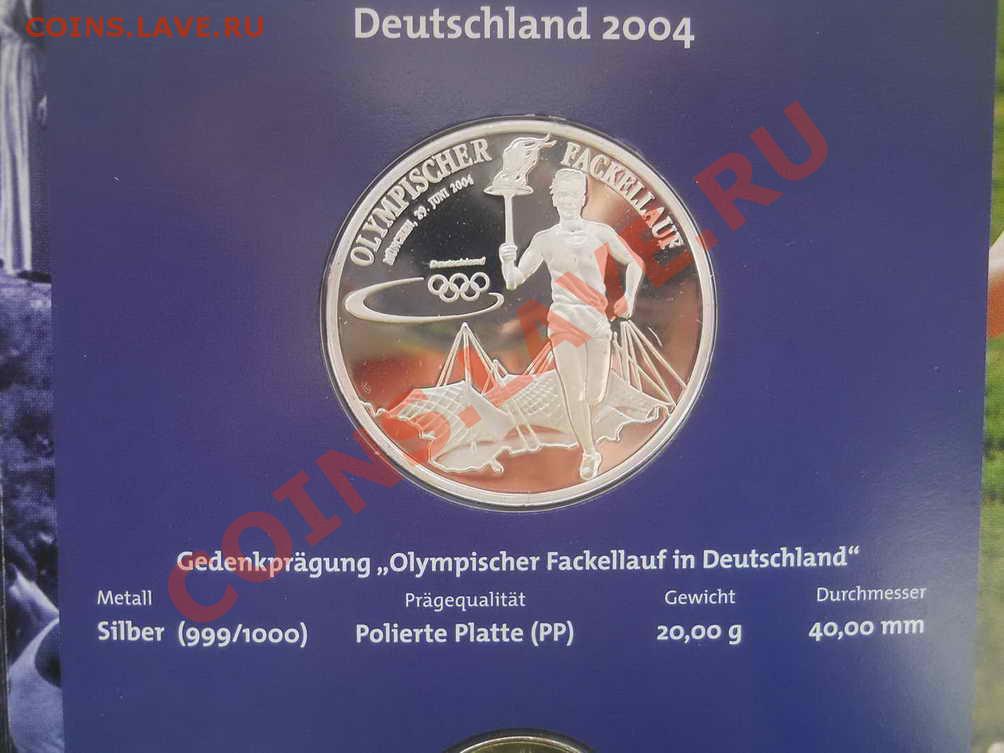 COINS.LAVE.RU
Deutschland 2004
OLYMPISCHER FACKELLAUF
MÜNCHEN, 29. JUNI 2004
Deutschland
COINS.LAVE.RU
Gedenkprägung „Olympischer Fackellauf in Deutschland“
Metall Prägequalität Gewicht Durchmesser
Silber (999/1000) Polierte Platte (PP) 20,00 g 40,00 mm